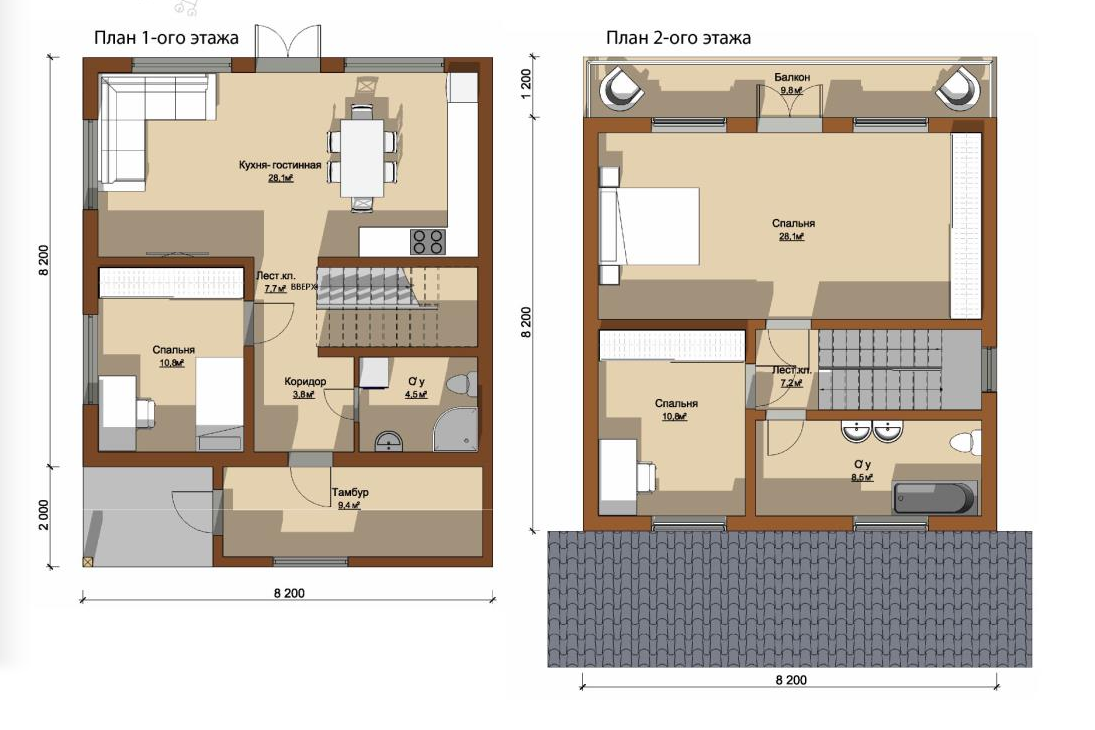 План 1-ого этажа
Кухня- гостинная
28,1м²
Лест.кл.
7,7м²
ВВЕРХ
Спальня
10,8м²
Коридор
3,8м²
О' у
4,5м²
Тамбур
9,4 м²
8 200
2 000
8 200
План 2-ого этажа
Балкон
9,8м²
Спальня
28,1м²
Лест.кл.
7,2м²
Спальня
10,8м²
О' у
8,5м²
1 200
8 200
8 200